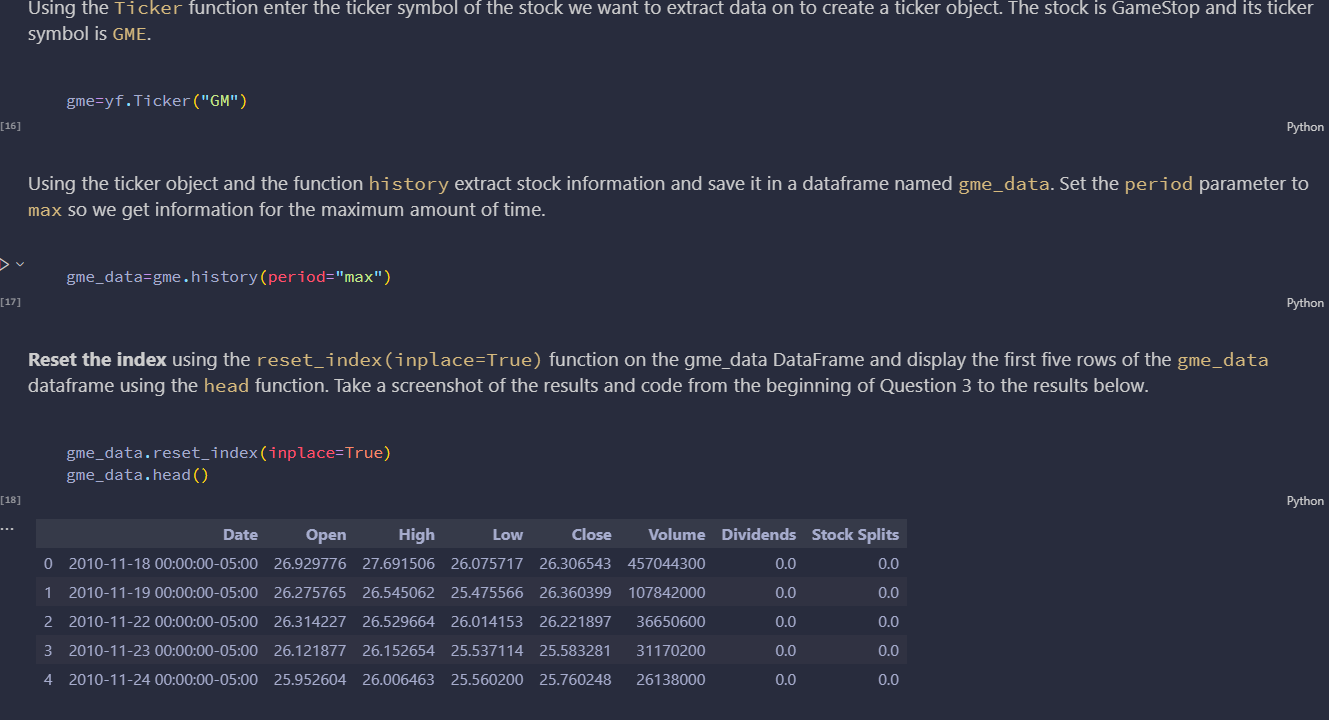 Using the Ticker function enter the ticker symbol of the stock we want to extract data on to create a ticker object. The stock is GameStop and its ticker
symbol is GME.
gme=yf.Ticker("GM")
[16]
Python
Using the ticker object and the function history extract stock information and save it in a dataframe named gme_data. Set the period parameter to
max so we get information for the maximum amount of time.
gme_data=gme.history(period="max")
[17]
Python
Reset the index using the reset_index(inplace=True) function on the gme_data DataFrame and display the first five rows of the gme_data
dataframe using the head function. Take a screenshot of the results and code from the beginning of Question 3 to the results below.
gme_data.reset_index(inplace=True)
gme_data.head()
[18]
Python
...
Date Open High Low Close Volume Dividends Stock Splits
0 2010-11-18 00:00:00-05:00 26.929776 27.691506 26.075717 26.306543 457044300 0.0 0.0
1 2010-11-19 00:00:00-05:00 26.275765 26.545062 25.475566 26.360399 107842000 0.0 0.0
2 2010-11-22 00:00:00-05:00 26.314227 26.529664 26.014153 26.221897 36650600 0.0 0.0
3 2010-11-23 00:00:00-05:00 26.121877 26.152654 25.537114 25.583281 31170200 0.0 0.0
4 2010-11-24 00:00:00-05:00 25.952604 26.006463 25.560200 25.760248 26138000 0.0 0.0